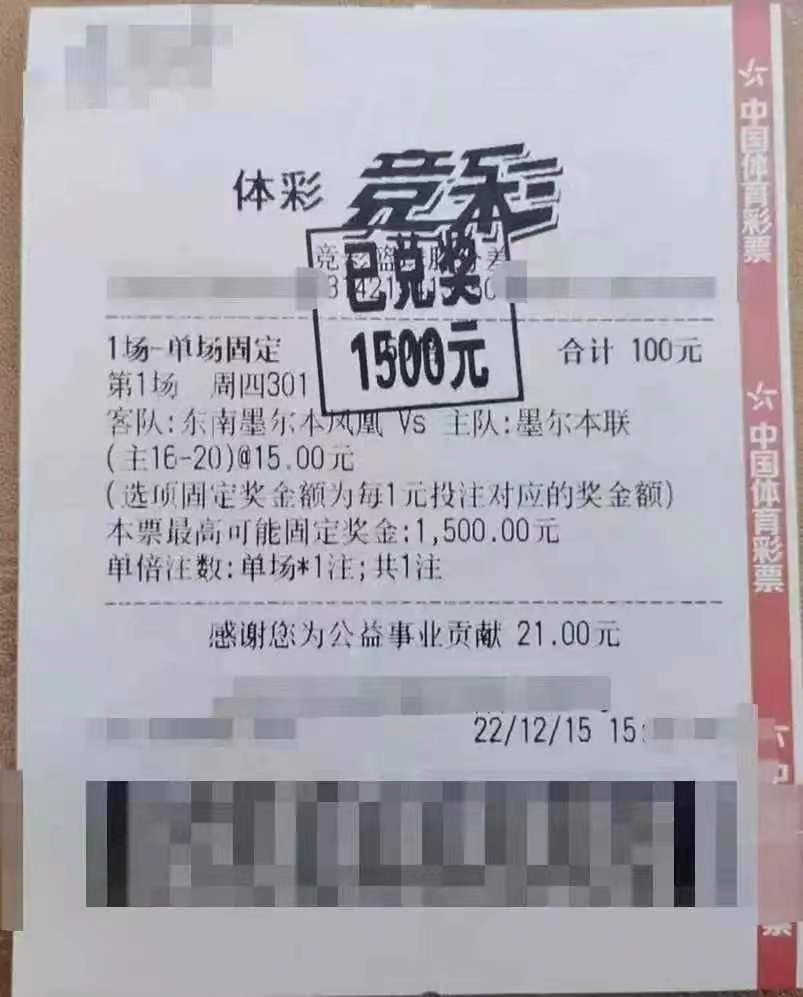 体彩 竞彩
已兑奖
1500元
1场-单场固定 合计 100元
第1场 周四301
客队:东南墨尔本凤凰 Vs 主队:墨尔本联
(主16-20)@15.00元
(选项固定奖金额为每1元投注对应的奖金额)
本票最高可能固定奖金:1,500.00元
单倍注数:单场*1注;共1注
感谢您为公益事业贡献 21.00元
22/12/15 15:
中国体育彩票
中国体育彩票